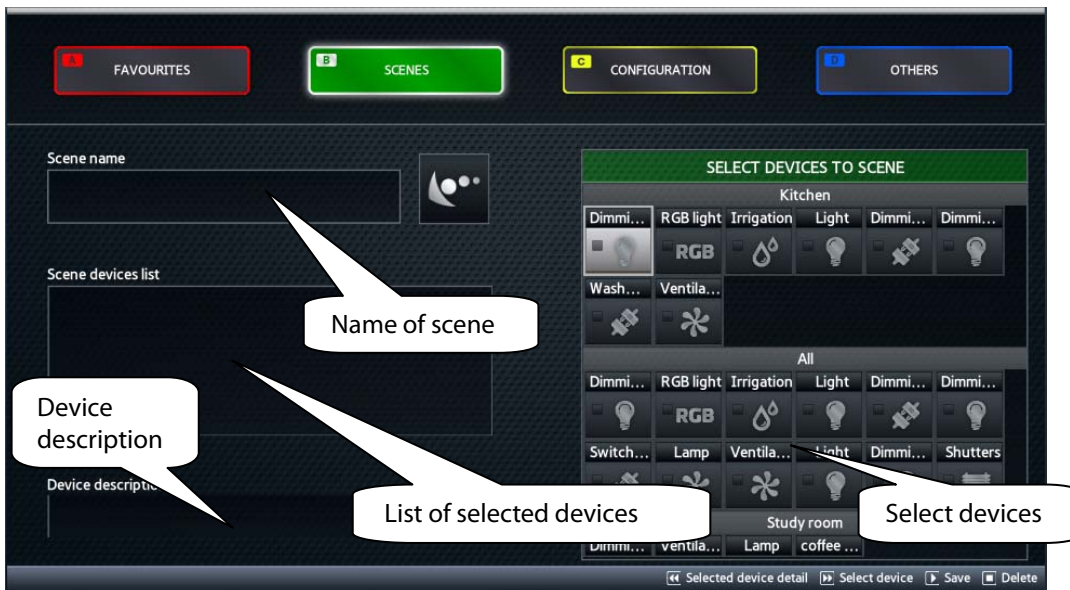 A FAVOURITES B SCENES C CONFIGURATION D OTHERS
Scene name
SELECT DEVICES TO SCENE
Kitchen
Dimmi... RGB light Irrigation Light Dimmi... Dimmi...
RGB
Scene devices list
Wash... Ventila...
Name of scene
All
Dimmi... RGB light Irrigation Light Dimmi... Dimmi...
RGB
Device
description
Switch... Lamp Ventila... Light Dimmi... Shutters
Device descriptio
List of selected devices
Select devices
Study room
Dimmi... Ventila... Lamp coffee ...
Selected device detail Select device Save Delete